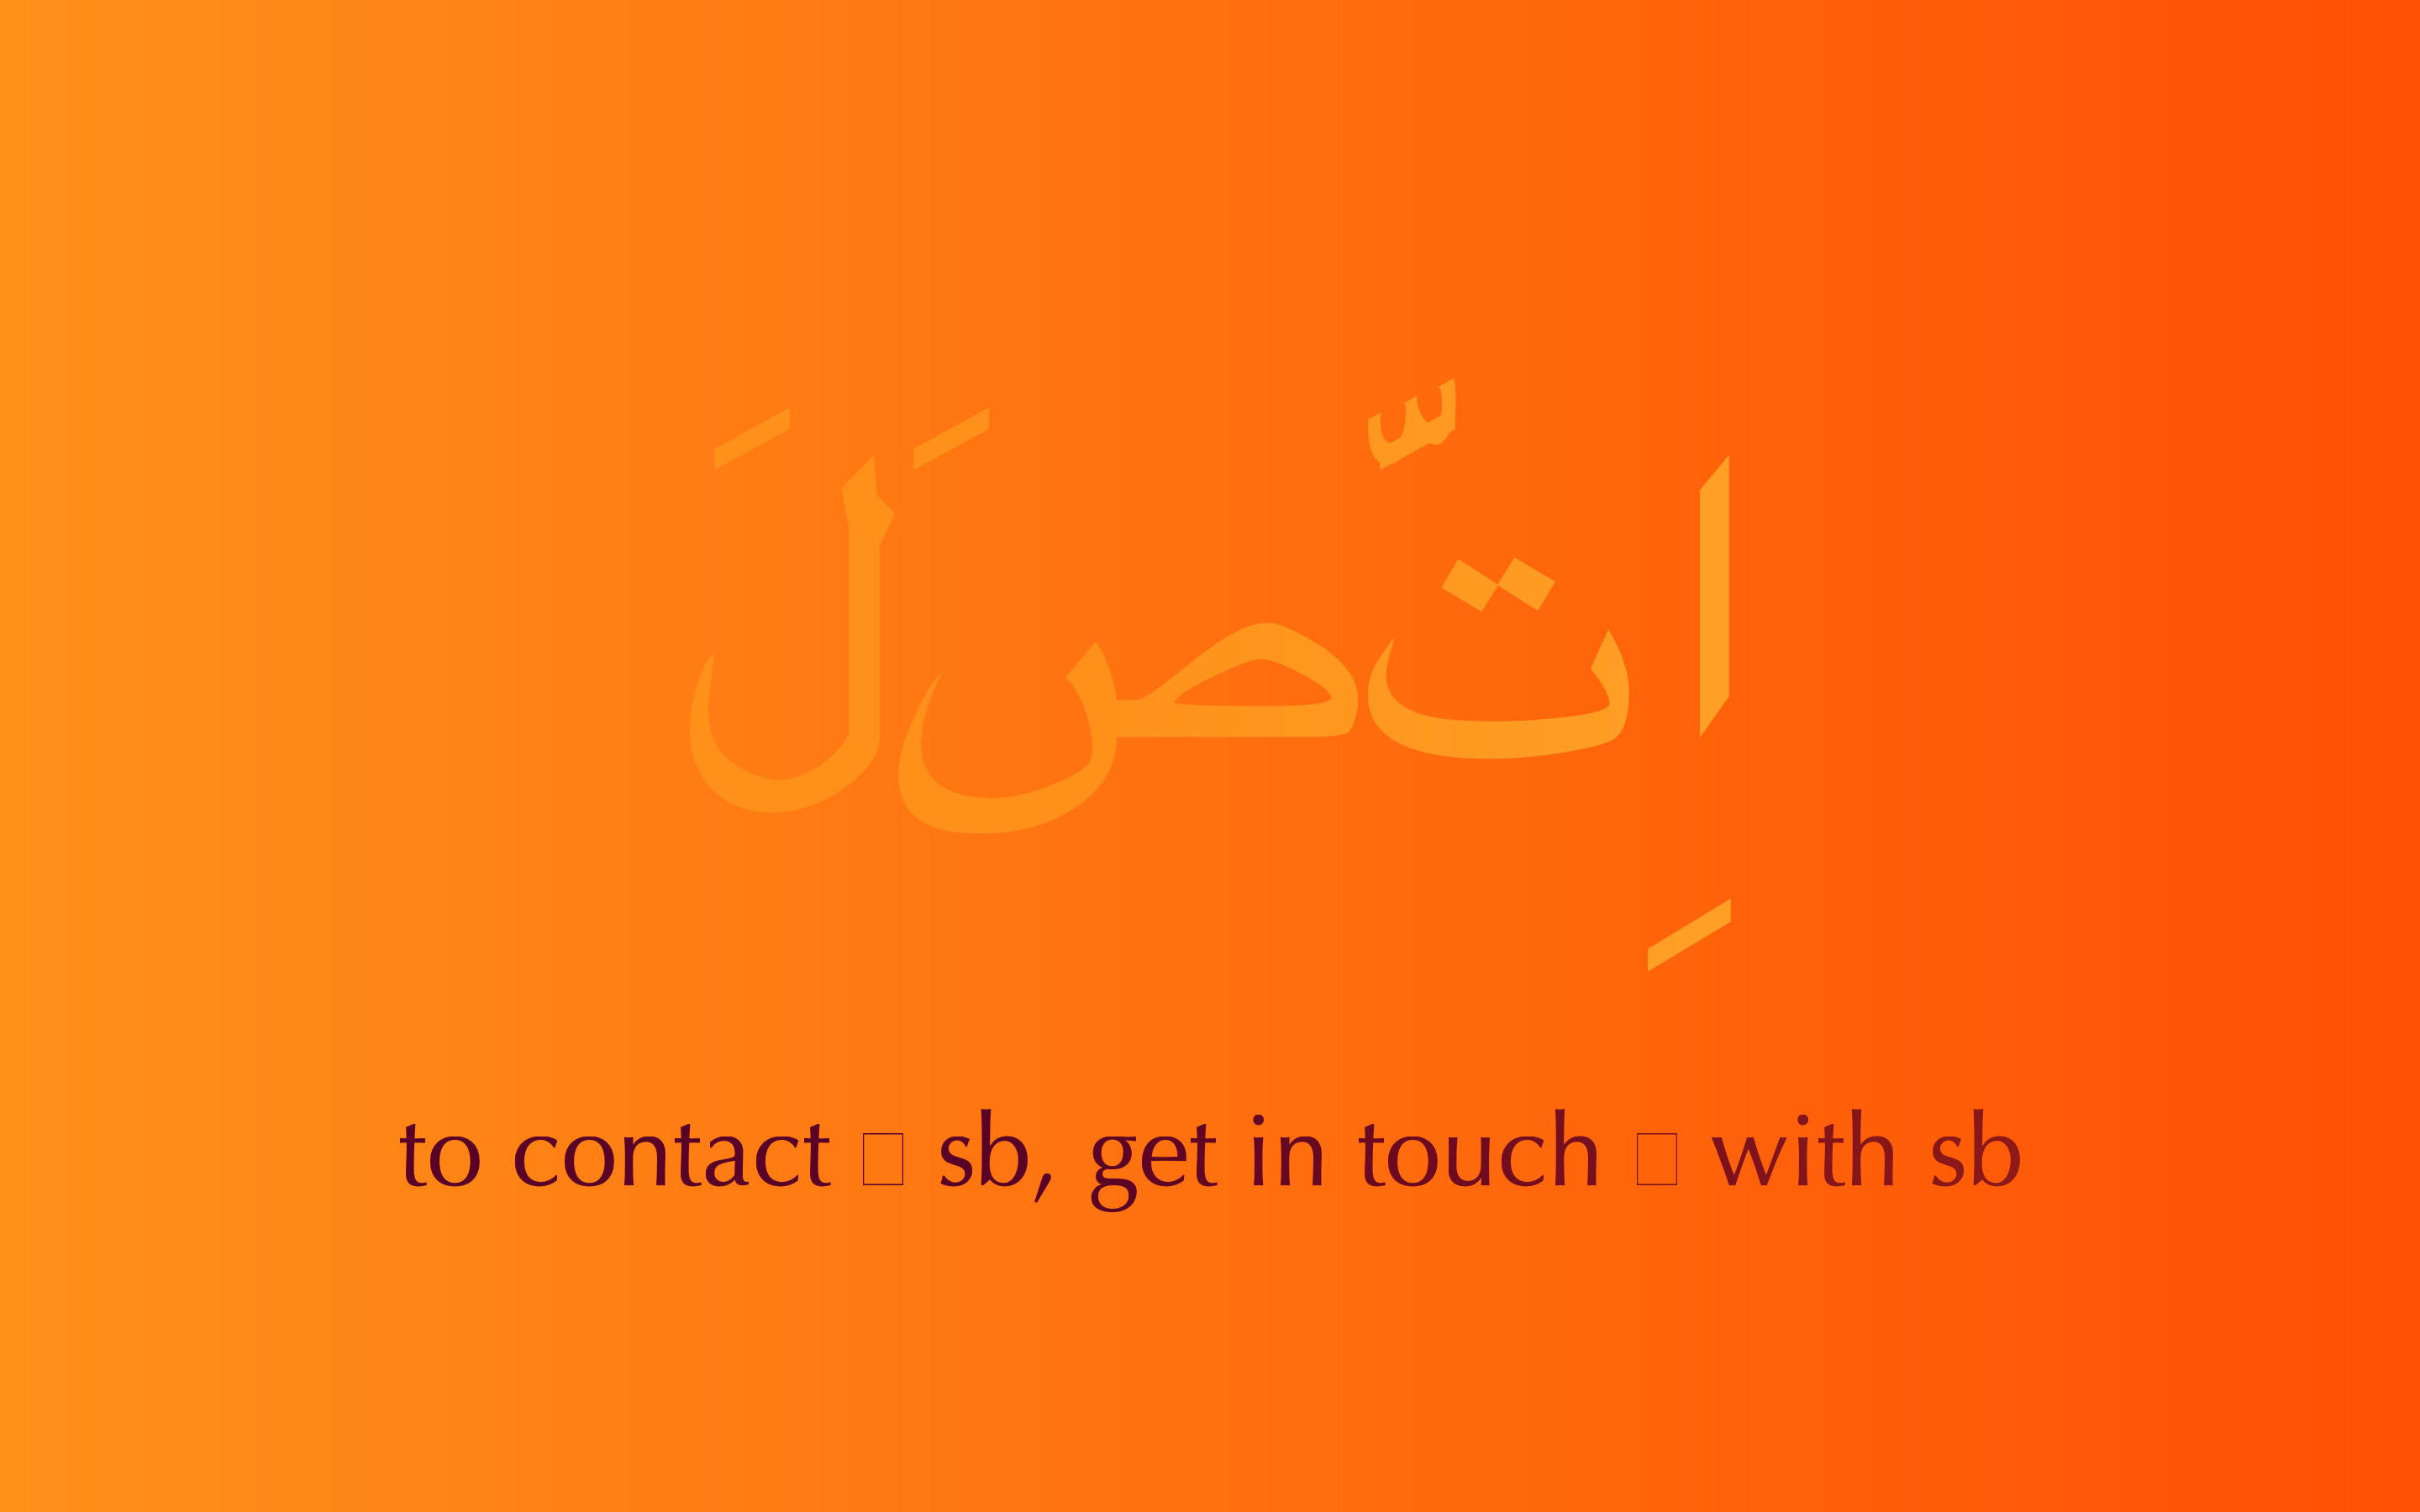 اِتَّصَلَ
to contact □ sb, get in touch □ with sb